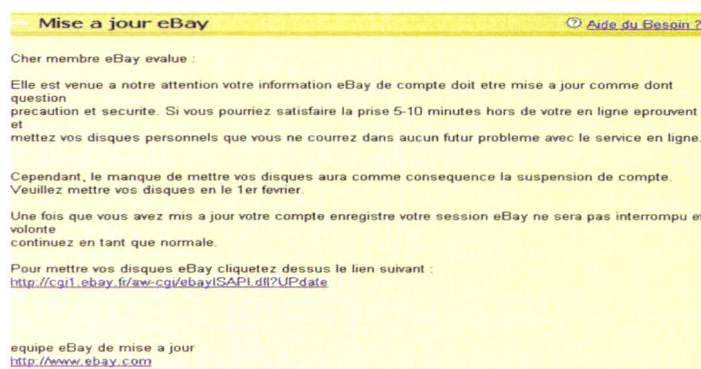 Mise a jour eBay
Aide du Besoin ?
Cher membre eBay evalue :
Elle est venue a notre attention votre information eBay de compte doit etre mise a jour comme dont
question
precaution et securite. Si vous pourriez satisfaire la prise 5-10 minutes hors de votre en ligne eprouvent
et
mettez vos disques personnels que vous ne courrez dans aucun futur probleme avec le service en ligne.
Cependant, le manque de mettre vos disques aura comme consequence la suspension de compte.
Veuillez mettre vos disques en le 1er fevrier.
Une fois que vous avez mis a jour votre compte enregistre votre session eBay ne sera pas interrompu et
volonte
continuez en tant que normale.
Pour mettre vos disques eBay cliquetez dessus le lien suivant :
http://cgi1.ebay.fr/aw-cgi/ebayISAPI.dll?UPdate
equipe eBay de mise a jour
http://www.ebay.com